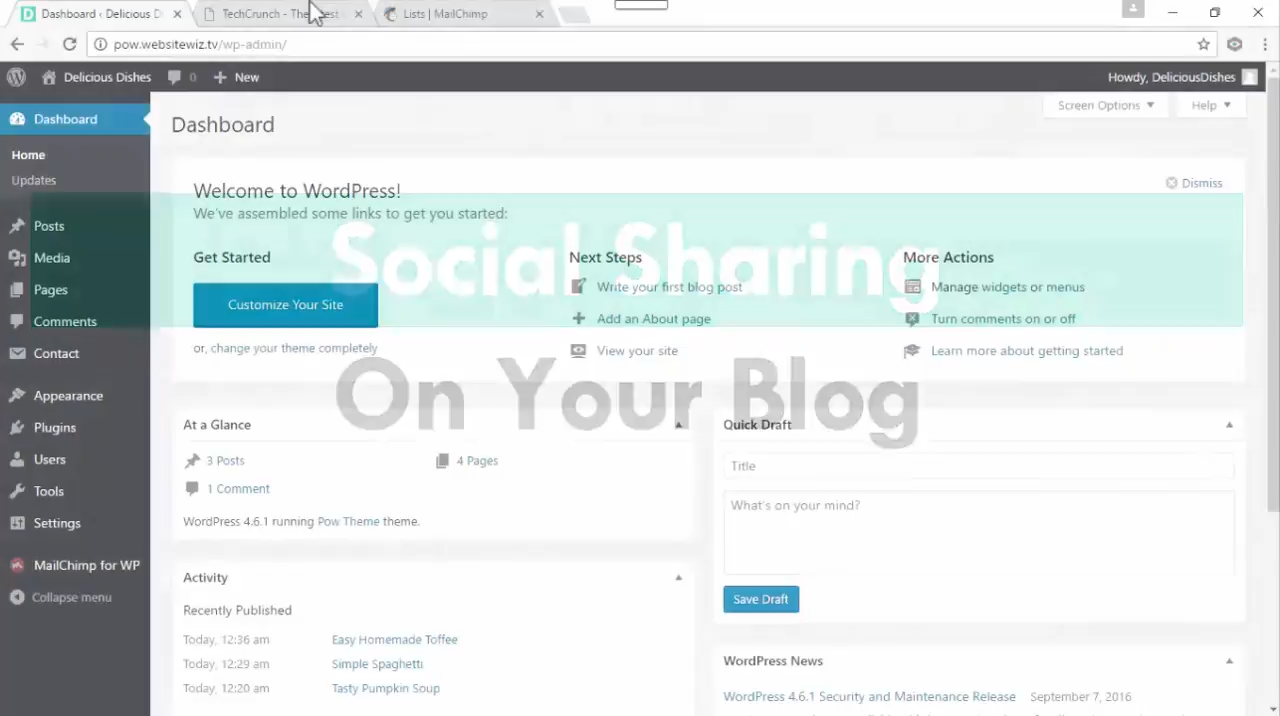 Dashboard ‹ Delicious D
TechCrunch - The
est
Lists | MailChimp
pow.websitewiz.tv/wp-admin/
Delicious Dishes
0
New
Howdy, DeliciousDishes
Dashboard
Home
Updates
Posts
Media
Pages
Comments
Contact
Appearance
Plugins
Users
Tools
Settings
MailChimp for WP
Collapse menu
Dashboard
Screen Options
Help
Welcome to WordPress!
We've assembled some links to get you started:
Dismiss
Social Sharing
On Your Blog
Get Started
Customize Your Site
or, change your theme completely
Next Steps
Write your first blog post
Add an About page
View your site
More Actions
Manage widgets or menus
Turn comments on or off
Learn more about getting started
At a Glance
3 Posts
4 Pages
1 Comment
WordPress 4.6.1 running Pow Theme theme.
Activity
Recently Published
Today, 12:36 am Easy Homemade Toffee
Today, 12:29 am Simple Spaghetti
Today, 12:20 am Tasty Pumpkin Soup
Quick Draft
Title
What's on your mind?
Save Draft
WordPress News
WordPress 4.6.1 Security and Maintenance Release September 7, 2016